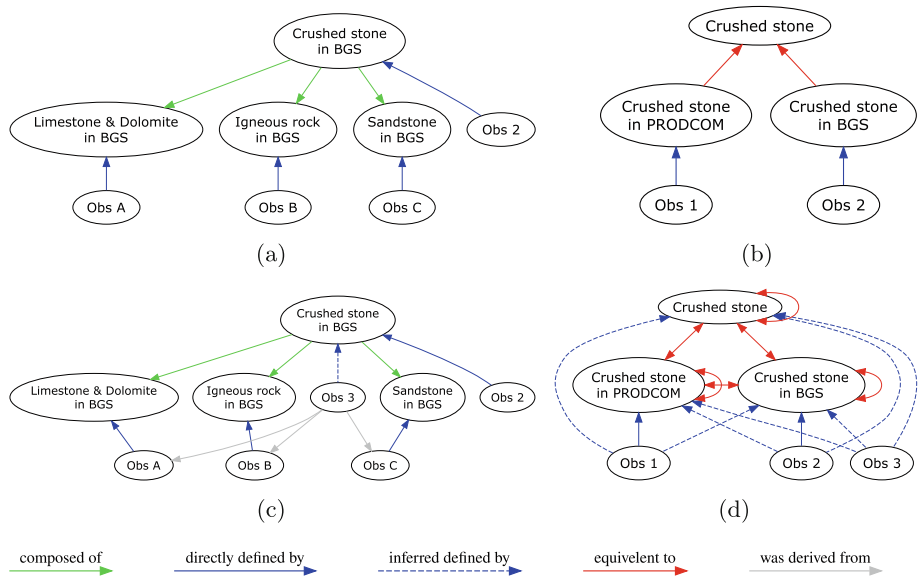 Crushed stone
in BGS
Limestone & Dolomite
in BGS
Igneous rock
in BGS
Sandstone
in BGS
Obs 2
Obs A
Obs B
Obs C
(a)
Crushed stone
Crushed stone
in PRODCOM
Crushed stone
in BGS
Obs 1
Obs 2
(b)
Crushed stone
in BGS
Limestone & Dolomite
in BGS
Igneous rock
in BGS
Obs 3
Sandstone
in BGS
Obs 2
Obs A
Obs B
Obs C
(c)
Crushed stone
Crushed stone
in PRODCOM
Crushed stone
in BGS
Obs 1
Obs 2
Obs 3
(d)
composed of
directly defined by
inferred defined by
equivelent to
was derived from